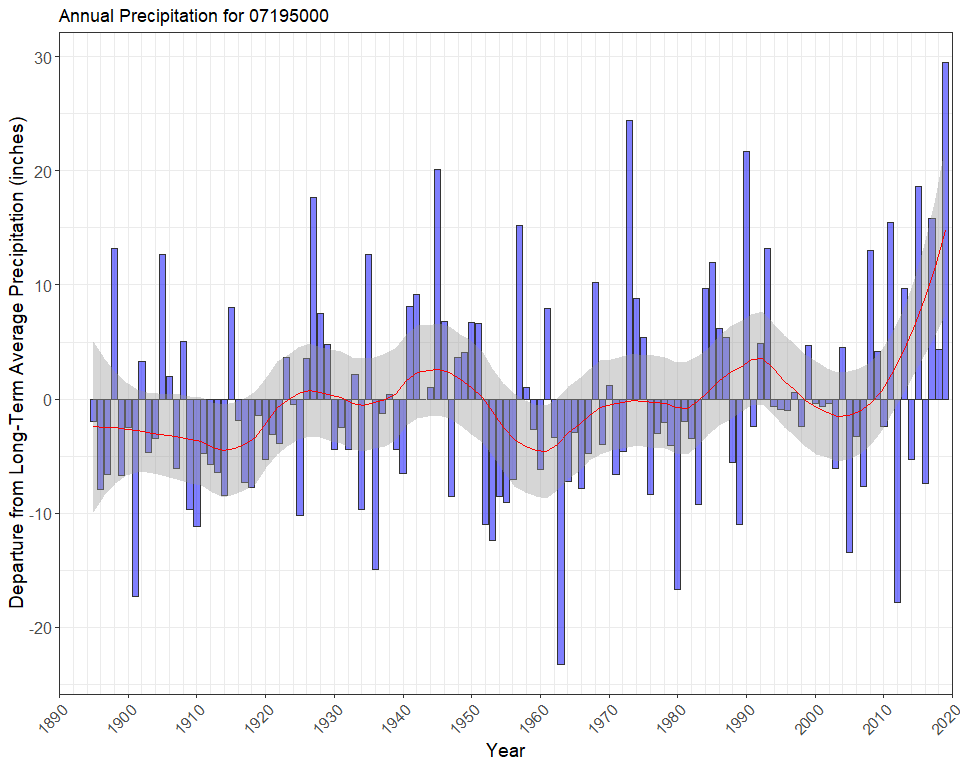 Annual Precipitation for 07195000
Departure from Long-Term Average Precipitation (inches)
30
20
10
0
-10
-20
1890 1900 1910 1920 1930 1940 1950 1960 1970 1980 1990 2000 2010 2020
Year